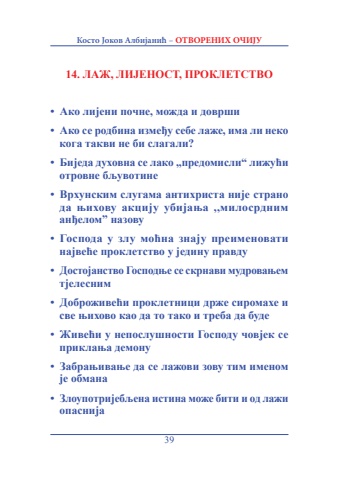 Косто Јоков Албијанић – ОТВОРЕНИХ ОЧИЈУ
14. ЛАЖ, ЛИЈЕНОСТ, ПРОКЛЕТСТВО
• Ако лијени почне, можда и доврши
• Ако се родбина између себе лаже, има ли неко
кога такви не би слагали?
• Биједа духовна се лако „предомисли” лижући
отровне бљувотине
• Врхунским слугама антихриста није страно
да њихову акцију убијања ,,милосрдним
анђелом” назову
• Господа у злу моћна знају преименовати
највеће проклетство у једину правду
• Достојанство Господње се скрнави мудровањем
тјелесним
• Доброживећи проклетници држе сиромахе и
све њихово као да то тако и треба да буде
• Живећи у непослушности Господу човјек се
приклања демону
• Забрањивање да се лажови зову тим именом
је обмана
• Злоупотријебљена истина може бити и од лажи
опаснија
39